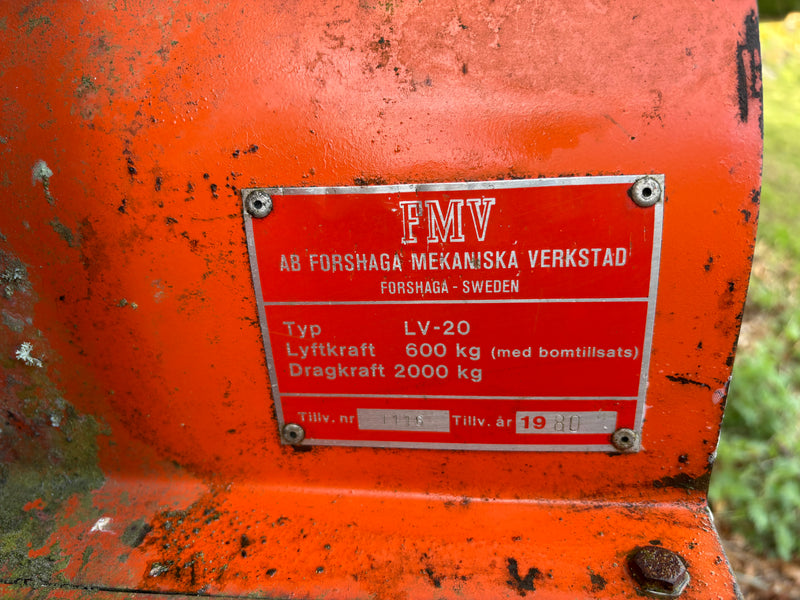 FMV
AB FORSHAGA MEKANISKA VERKSTAD
FORSHAGA - SWEDEN
Typ LV-20
Lyftkraft 600 kg (med bomtillsats)
Dragkraft 2000 kg
Tillv. nr Tillv. år 1980